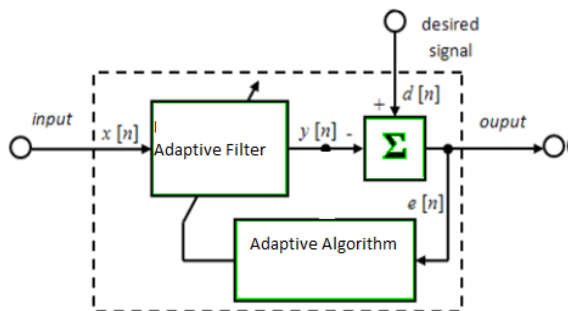 desired
signal
+
d [n]
input
x [n]
Adaptive Filter
y [n]
-
Σ
ouput
e [n]
Adaptive Algorithm